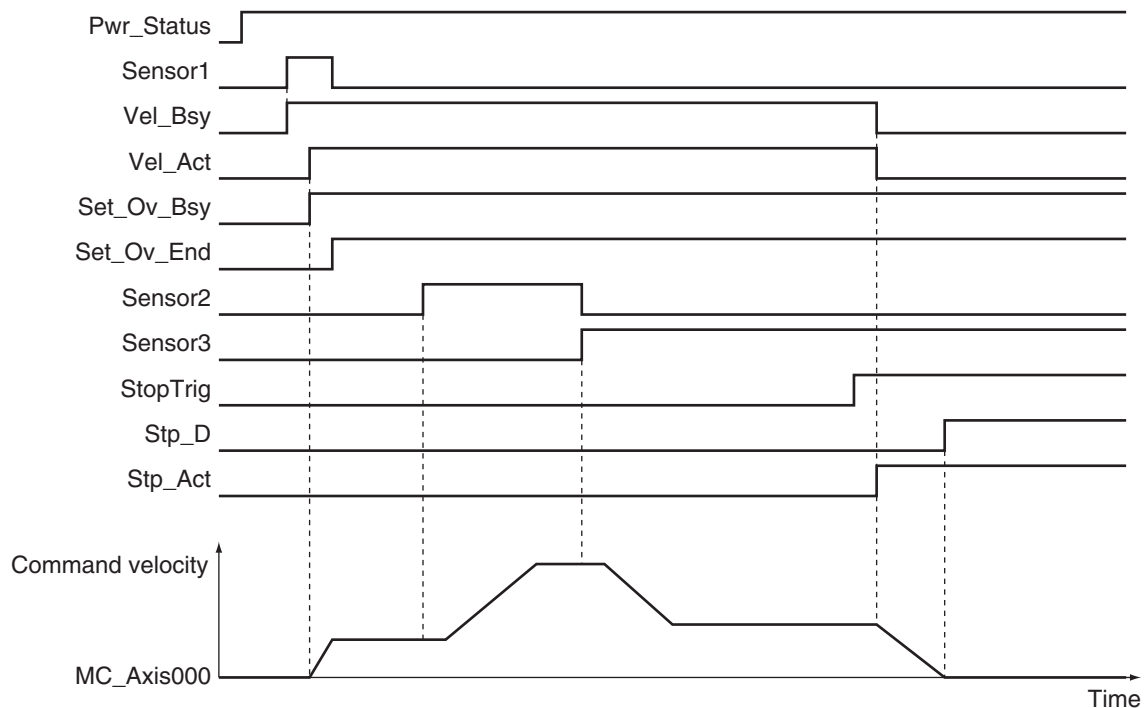 Pwr_Status
Sensor1
Vel_Bsy
Vel_Act
Set_Ov_Bsy
Set_Ov_End
Sensor2
Sensor3
StopTrig
Stp_D
Stp_Act
Command velocity
MC_Axis000
Time